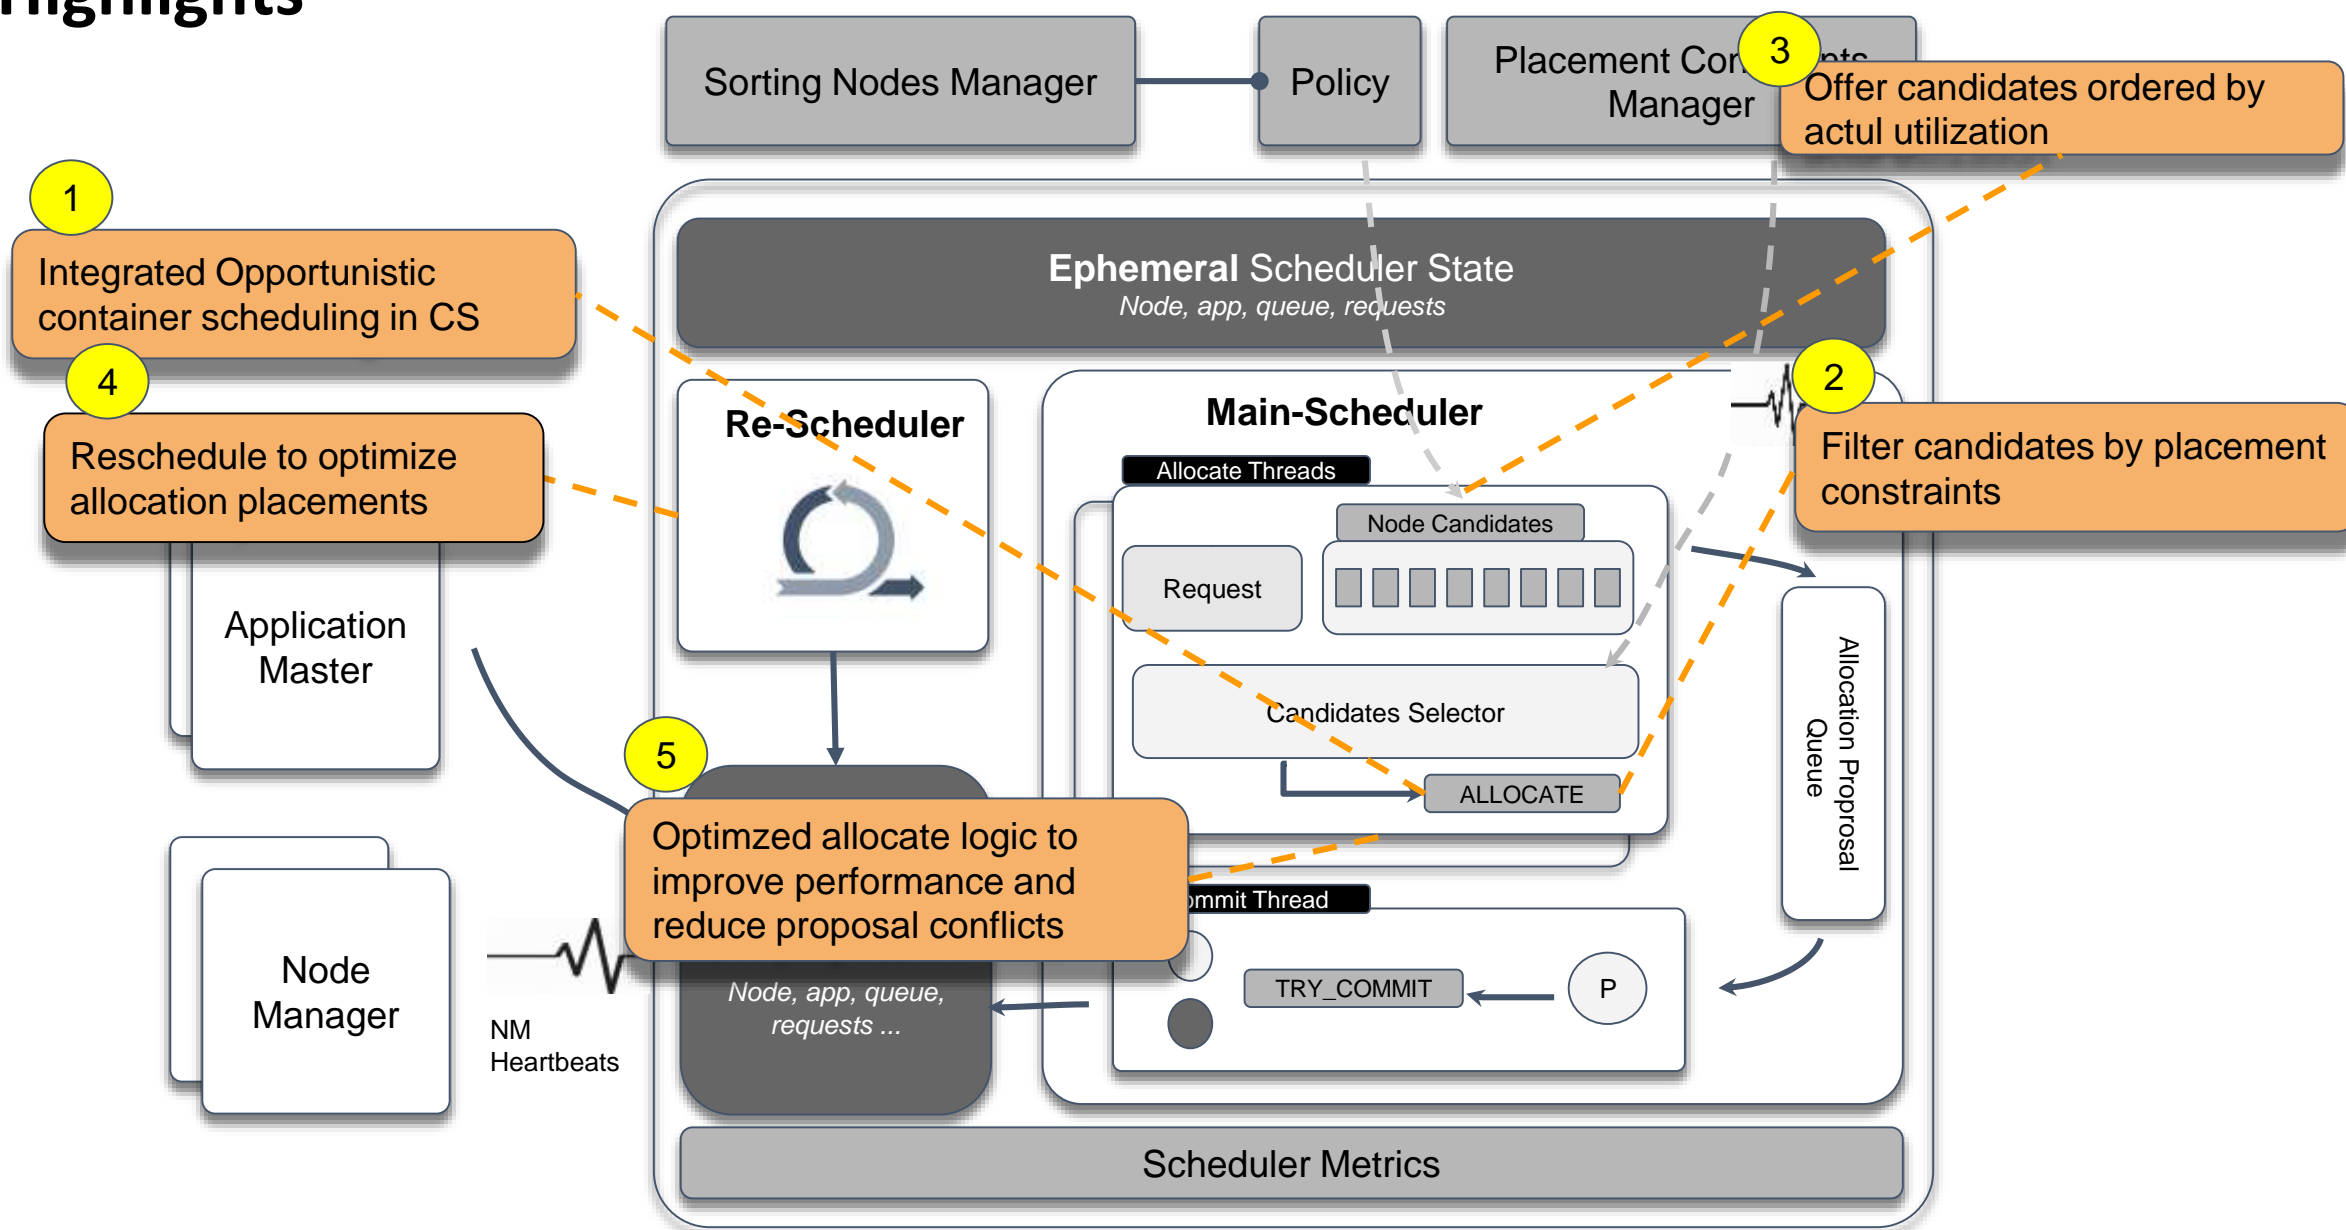 Highlights
Sorting Nodes Manager
Policy
Placement
Manager
3
Offer candidates ordered by
actul utilization
1
Integrated Opportunistic
container scheduling in CS
Ephemeral Scheduler State
Node, app, queue, requests
4
Reschedule to optimize
allocation placements
Re-Scheduler
Main-Scheduler
2
Filter candidates by placement
constraints
Allocate Threads
Node Candidates
Request
Candidates Selector
ALLOCATE
Allocation Proprosal
Queue
Application
Master
5
Optimzed allocate logic to
improve performance and
reduce proposal conflicts
ommit Thread
TRY_COMMIT
P
Node
Manager
NM
Heartbeats
Node, app, queue,
requests ...
Scheduler Metrics